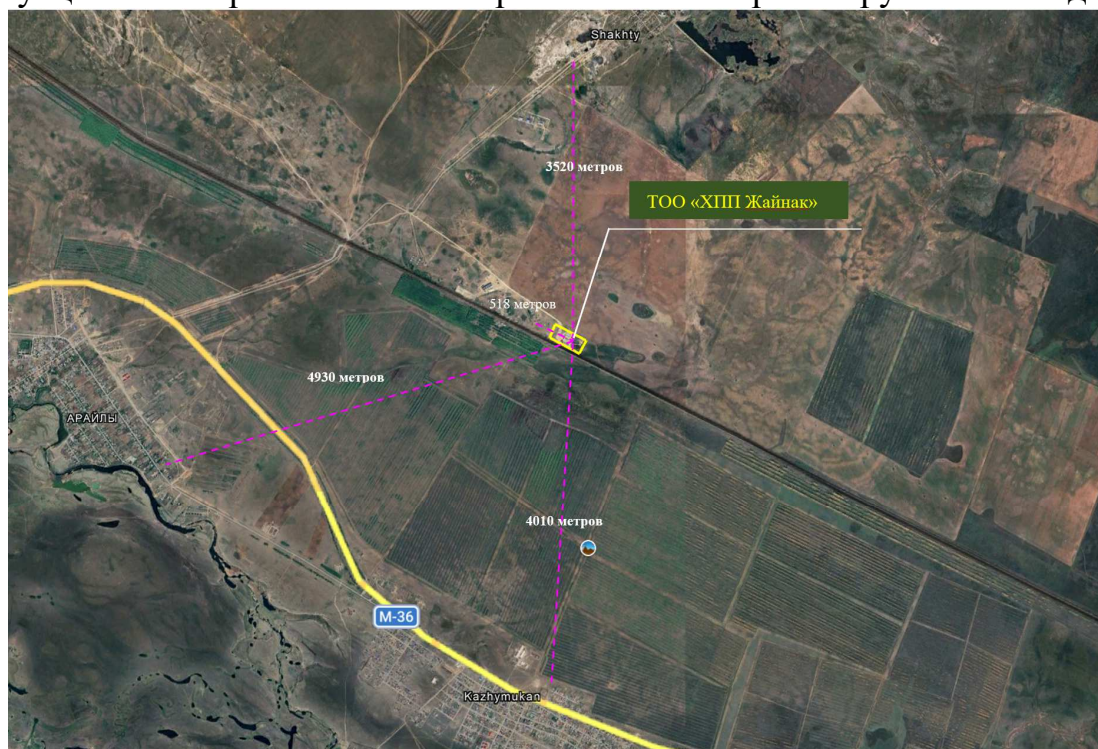 Shakhty
3520 метров
ТОО «ХПП Жайнак»
518 метров
4930 метров
АРАЙЛЫ
4010 метров
М-36
Kazhymukan